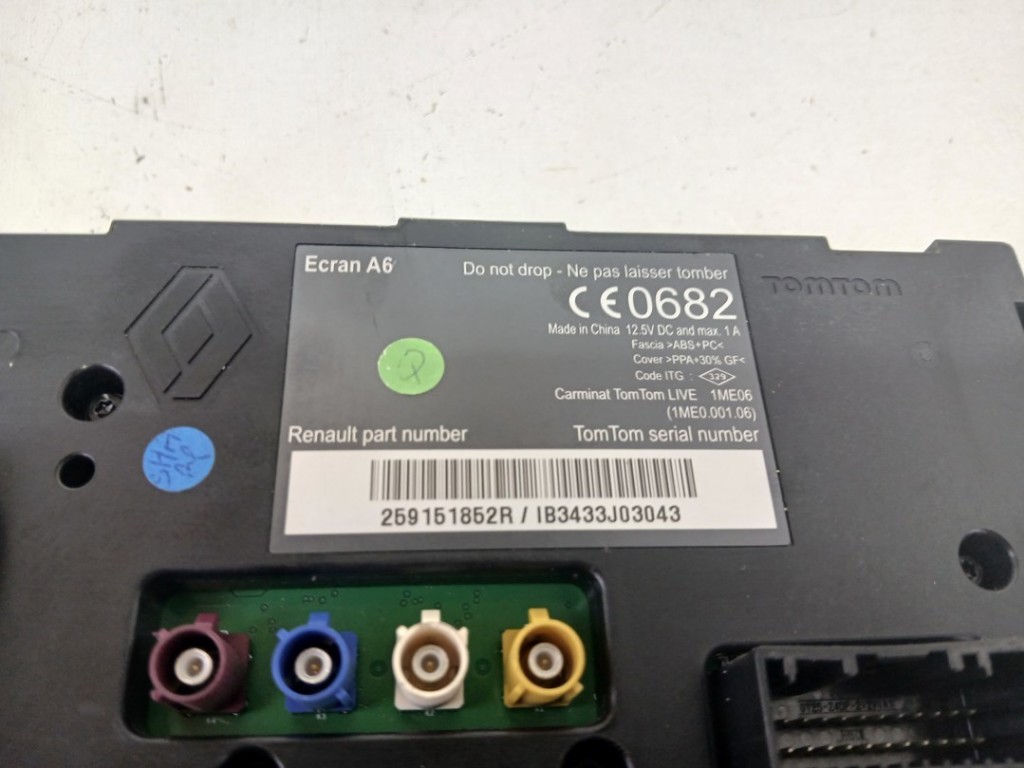 Ecran A6
Do not drop - Ne pas laisser tomber
CE0682
Made in China 12.5V DC and max. 1 A
Fascia >ABS+PC<
Cover >PPA+30% GF<
Code ITG : 329
Carminat TomTom LIVE 1ME06
(1ME0.001.06)
Renault part number
TomTom serial number
259151852R / IB3433J03043
TOMTOM
Q